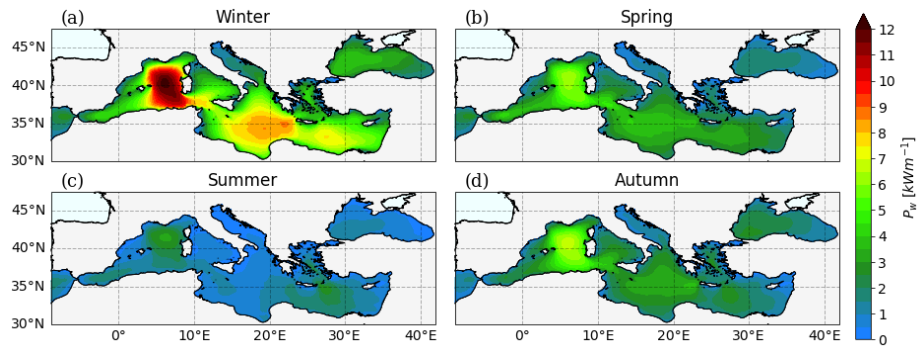 (a) Winter
(b) Spring
45°N
40°N
35°N
30°N
(c) Summer
(d) Autumn
45°N
40°N
35°N
30°N
0° 10°E 20°E 30°E 40°E
0° 10°E 20°E 30°E 40°E
12
11
10
9
8
7
6
5
4
3
2
1
0
P_w [kWm⁻¹]